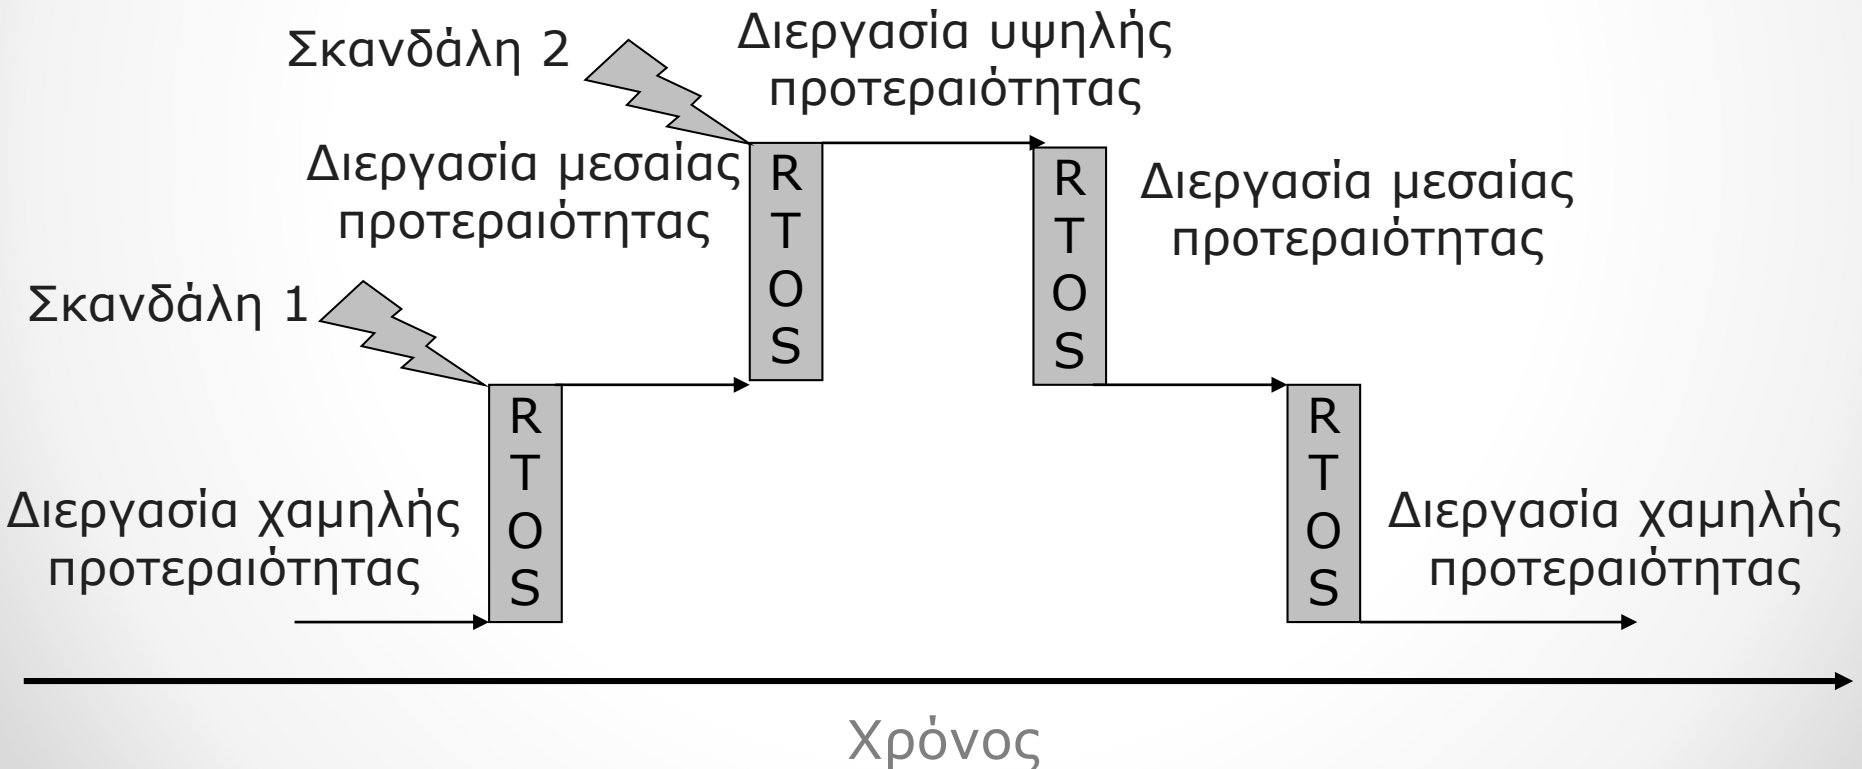 Σκανδάλη 2
Διεργασία υψηλής
προτεραιότητας
Διεργασία μεσαίας
προτεραιότητας
R
T
O
S
R
T
O
S
Διεργασία μεσαίας
προτεραιότητας
Σκανδάλη 1
R
T
O
S
R
T
O
S
Διεργασία χαμηλής
προτεραιότητας
Διεργασία χαμηλής
προτεραιότητας
Χρόνος